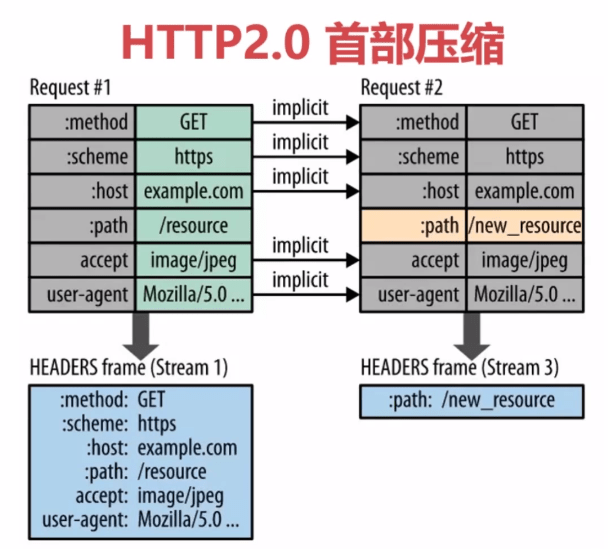 HTTP2.0 首部压缩
Request #1
:method GET
:scheme https
:host example.com
:path /resource
accept image/jpeg
user-agent Mozilla/5.0 ...
implicit
implicit
implicit
implicit
implicit
Request #2
:method GET
:scheme https
:host example.com
:path /new_resource
accept image/jpeg
user-agent Mozilla/5.0 ...
HEADERS frame (Stream 1)
:method: GET
:scheme: https
:host: example.com
:path: /resource
accept: image/jpeg
user-agent: Mozilla/5.0 ...
HEADERS frame (Stream 3)
:path: /new_resource